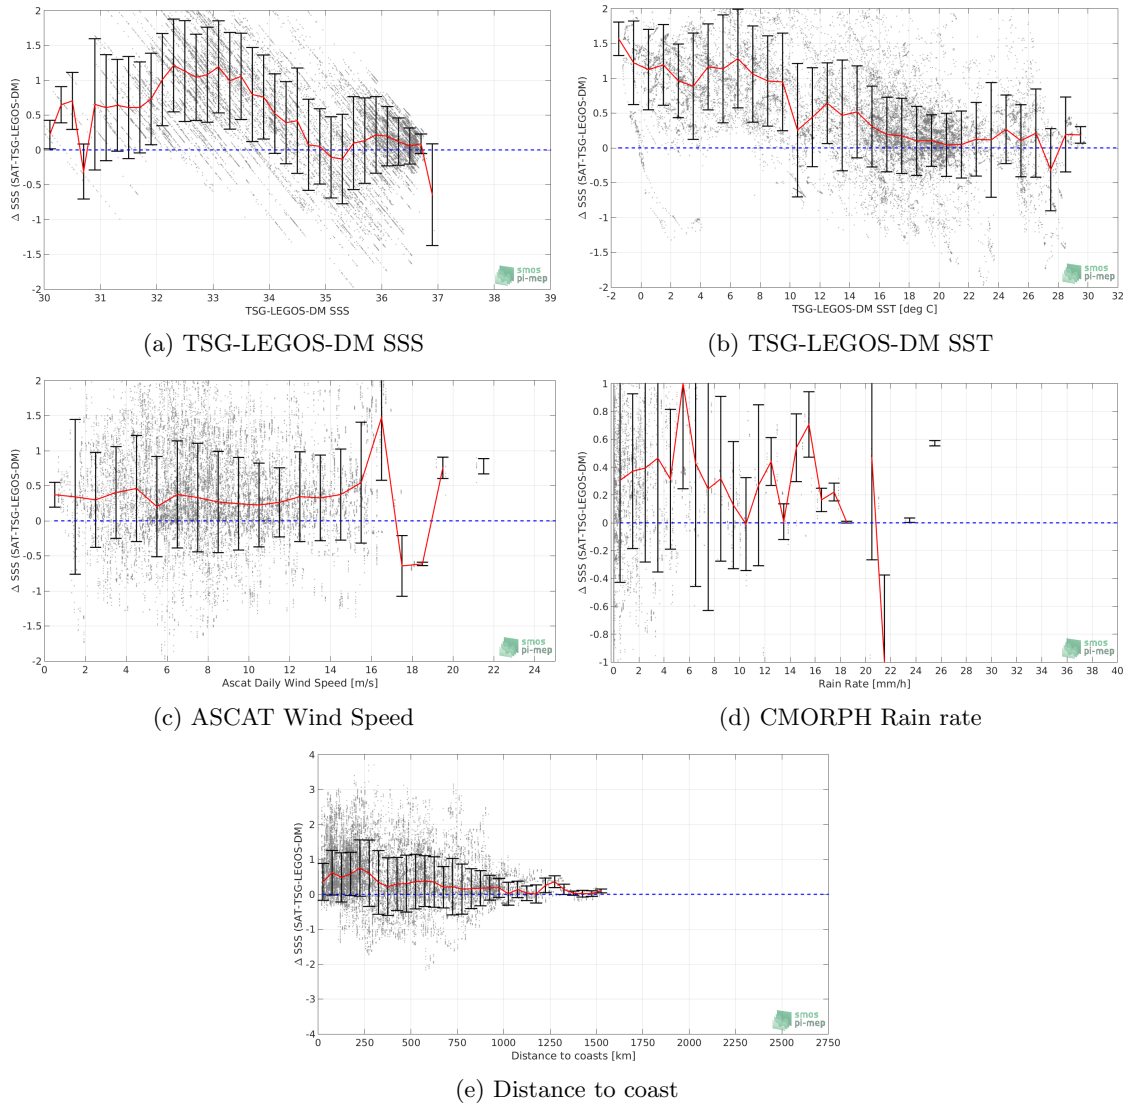 Δ SSS (SAT-TSG-LEGOS-DM)
2
1.5
1
0.5
0
-0.5
-1
-1.5
-2
30 31 32 33 34 35 36 37 38 39
TSG-LEGOS-DM SSS
smos
pi-mep
(a) TSG-LEGOS-DM SSS
Δ SSS (SAT-TSG-LEGOS-DM)
2
1.5
1
0.5
0
-0.5
-1
-1.5
-2
-2 0 2 4 6 8 10 12 14 16 18 20 22 24 26 28 30 32
TSG-LEGOS-DM SST [deg C]
smos
pi-mep
(b) TSG-LEGOS-DM SST
Δ SSS (SAT-TSG-LEGOS-DM)
2
1.5
1
0.5
0
-0.5
-1
-1.5
-2
0 2 4 6 8 10 12 14 16 18 20 22 24
Ascat Daily Wind Speed [m/s]
smos
pi-mep
(c) ASCAT Wind Speed
Δ SSS (SAT-TSG-LEGOS-DM)
1
0.8
0.6
0.4
0.2
0
-0.2
-0.4
-0.6
-0.8
-1
0 2 4 6 8 10 12 14 16 18 20 22 24 26 28 30 32 34 36 38 40
Rain Rate [mm/h]
smos
pi-mep
(d) CMORPH Rain rate
Δ SSS (SAT-TSG-LEGOS-DM)
4
3
2
1
0
-1
-2
-3
-4
0 250 500 750 1000 1250 1500 1750 2000 2250 2500 2750
Distance to coasts [km]
smos
pi-mep
(e) Distance to coast